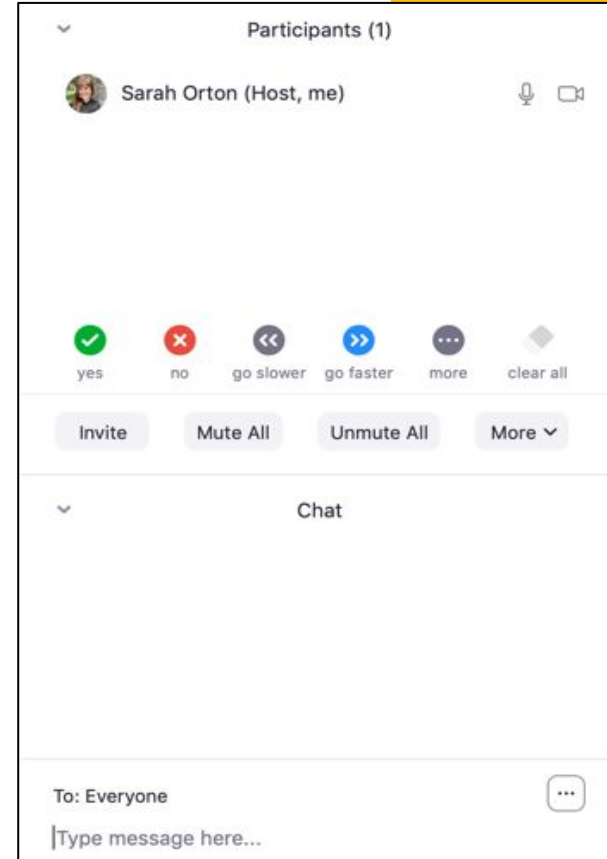 Participants (1)
Sarah Orton (Host, me)
yes no go slower go faster more clear all
Invite Mute All Unmute All More
Chat
To: Everyone
Type message here...